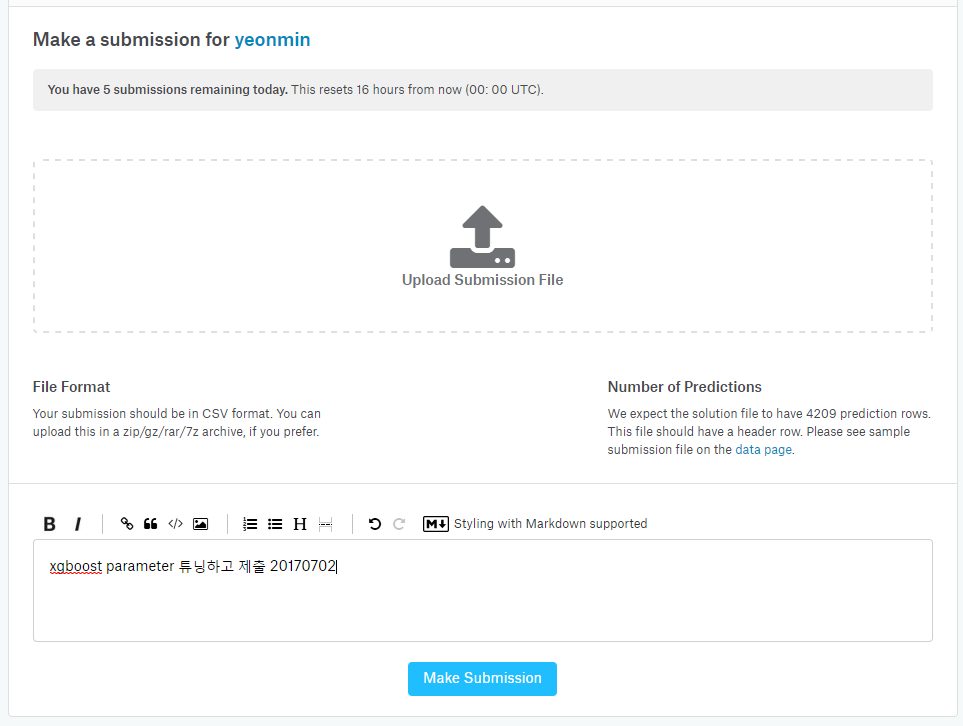 Make a submission for yeonmin
You have 5 submissions remaining today. This resets 16 hours from now (00: 00 UTC).
Upload Submission File
File Format
Your submission should be in CSV format. You can
upload this in a zip/gz/rar/7z archive, if you prefer.
Number of Predictions
We expect the solution file to have 4209 prediction rows.
This file should have a header row. Please see sample
submission file on the data page.
B I </> H M Styling with Markdown supported
xgboost parameter 튜닝하고 제출 20170702
Make Submission